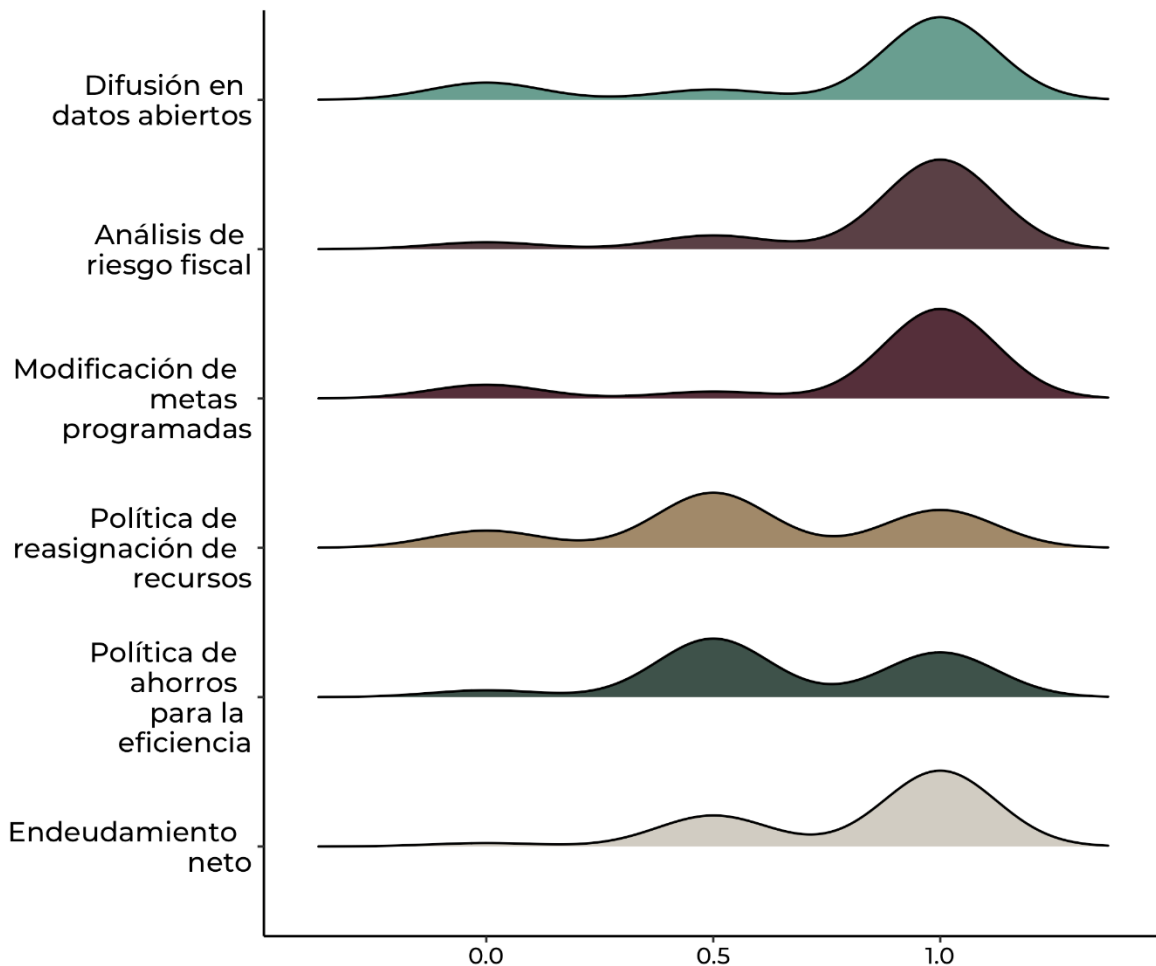 Difusión en
datos abiertos
Análisis de
riesgo fiscal
Modificación de
metas
programadas
Política de
reasignación de
recursos
Política de
ahorros
para la
eficiencia
Endeudamiento
neto
0.0 0.5 1.0